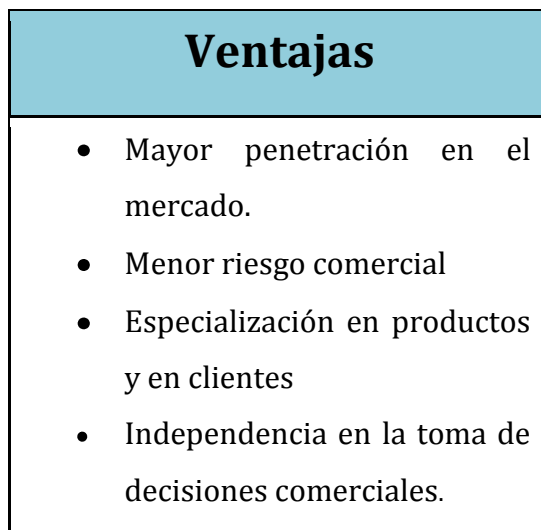 Ventajas
• Mayor penetración en el
mercado.
• Menor riesgo comercial
• Especialización en productos
y en clientes
• Independencia en la toma de
decisiones comerciales.